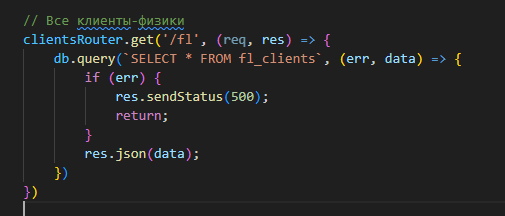 // Все клиенты-физики
clientsRouter.get('/fl', (req, res) => {
    db.query(`SELECT * FROM fl_clients`, (err, data) => {
        if (err) {
            res.sendStatus(500);
            return;
        }
        res.json(data);
    })
})